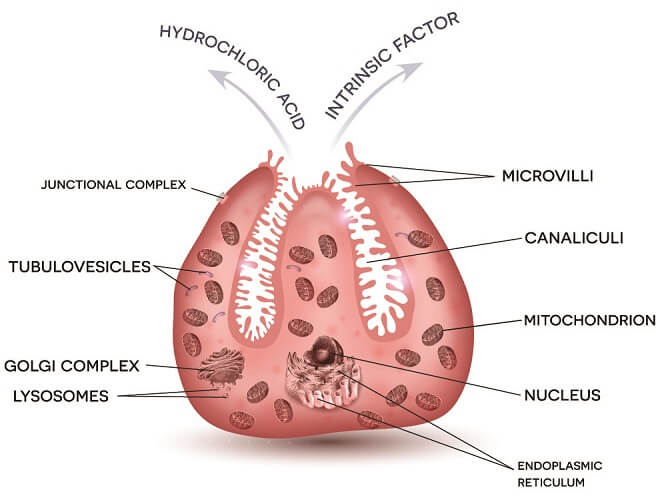 HYDROCHLORIC ACID
INTRINSIC FACTOR
JUNCTIONAL COMPLEX
MICROVILLI
CANALICULI
TUBULOVESICLES
MITOCHONDRION
GOLGI COMPLEX
LYSOSOMES
NUCLEUS
ENDOPLASMIC
RETICULUM